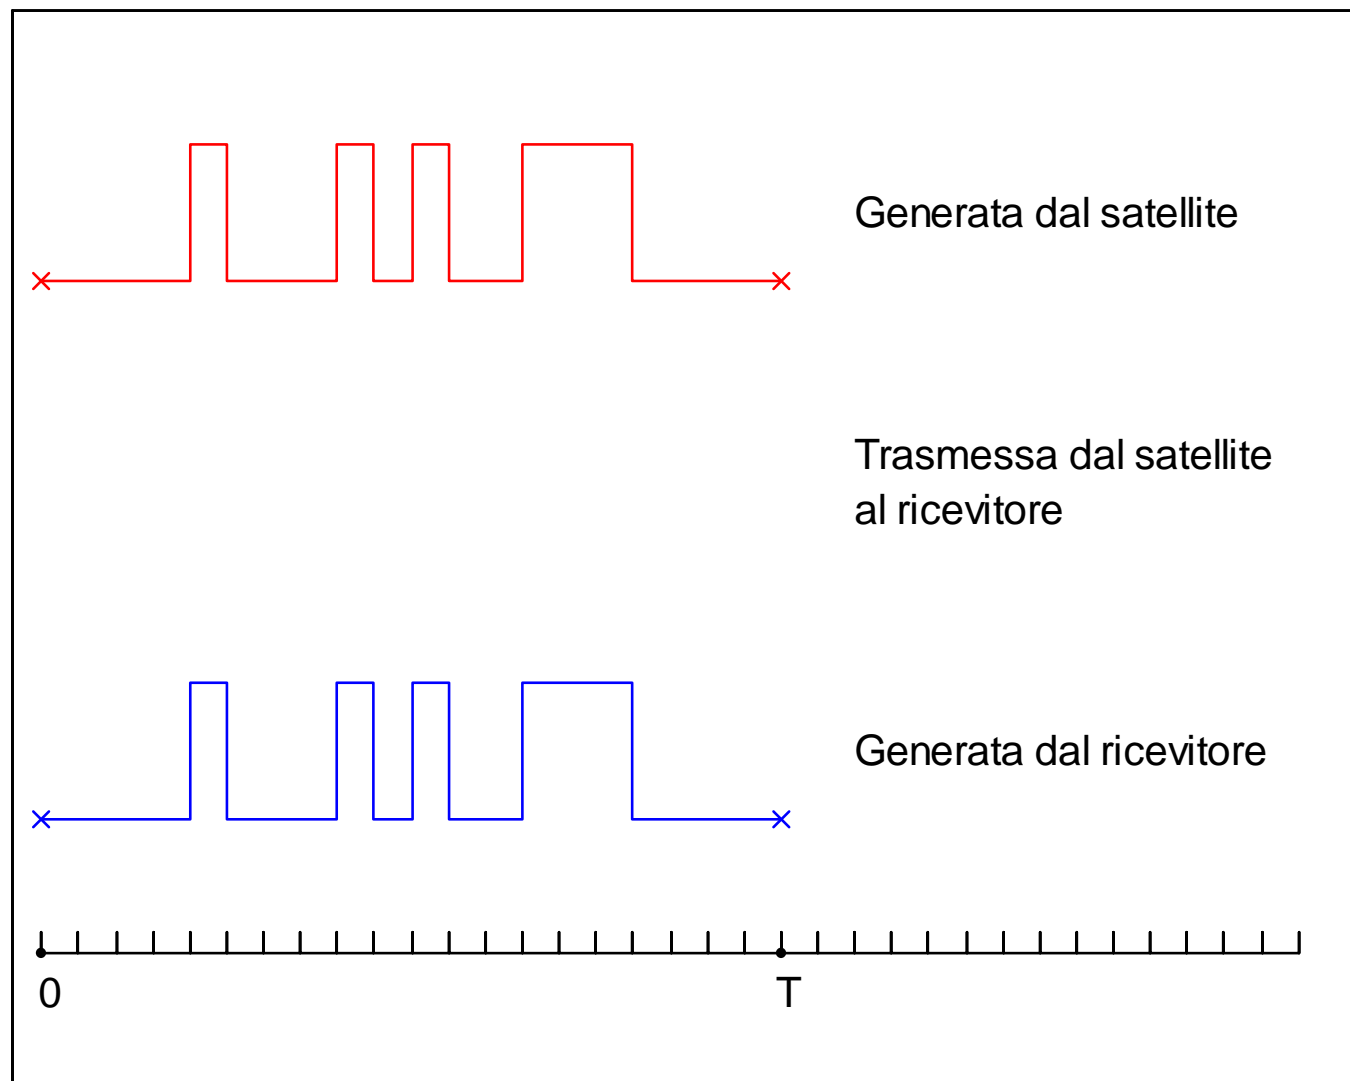 Generata dal satellite
Trasmessa dal satellite
al ricevitore
Generata dal ricevitore
0
T